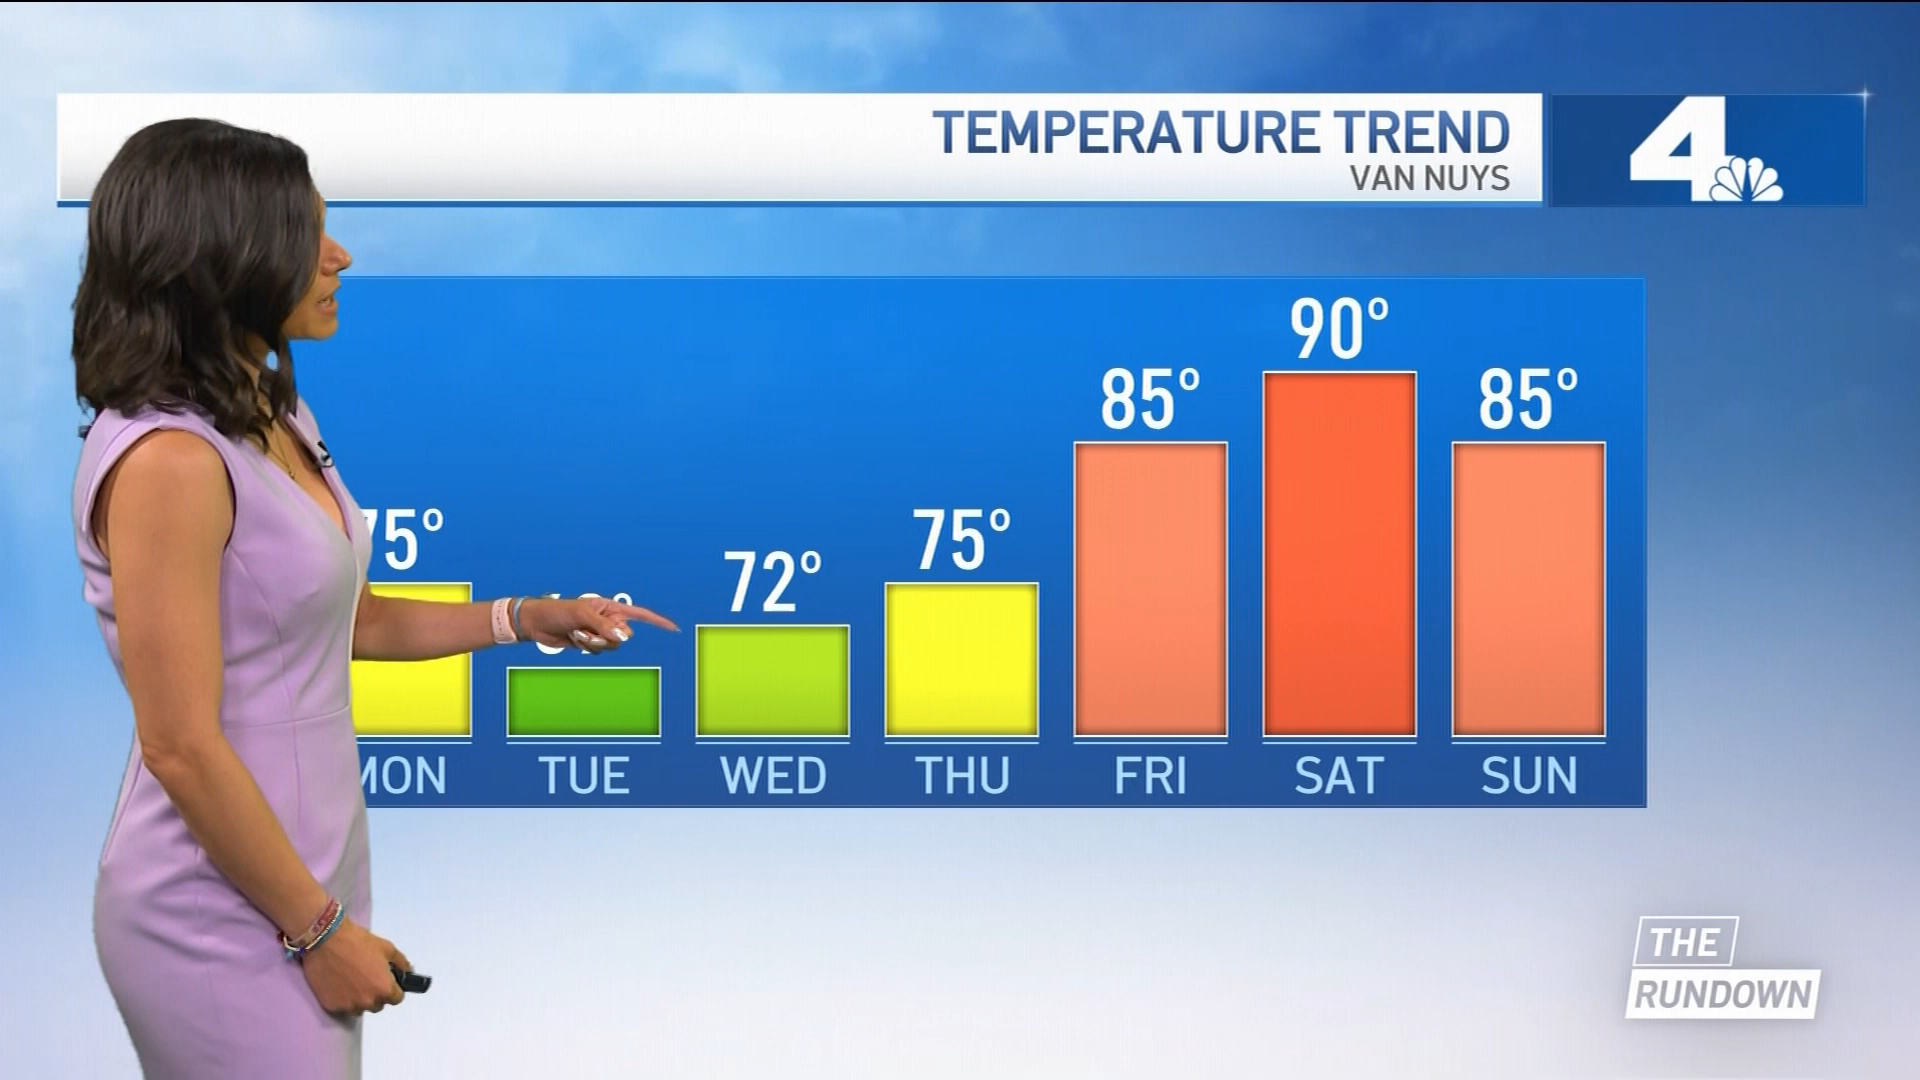 TEMPERATURE TREND
VAN NUYS
4
90°
85° 85°
75° 72° 75°
MON TUE WED THU FRI SAT SUN
THE
RUNDOWN